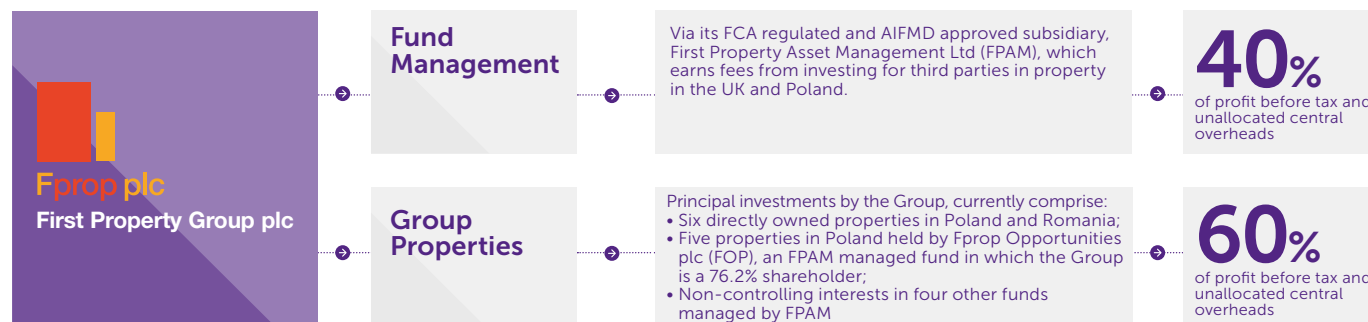 Fprop plc
First Property Group plc
Fund
Management
Via its FCA regulated and AIFMD approved subsidiary,
First Property Asset Management Ltd (FPAM), which
earns fees from investing for third parties in property
in the UK and Poland.
40%
of profit before tax and
unallocated central
overheads
Group
Properties
Principal investments by the Group, currently comprise:
• Six directly owned properties in Poland and Romania;
• Five properties in Poland held by Fprop Opportunities
plc (FOP), an FPAM managed fund in which the Group
is a 76.2% shareholder;
• Non-controlling interests in four other funds
managed by FPAM
60%
of profit before tax and
unallocated central
overheads